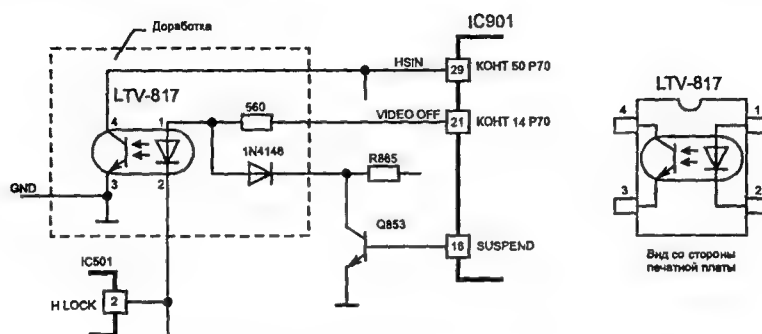 Доработка
IC901
HSIN
29
КОНТ 50 P70
LTV-817
4
1
560
VIDEO OFF
21
КОНТ 14 P70
1N4148
R865
3
2
GND
Q853
16
SUSPEND
IC501
H LOCK
2
LTV-817
4
1
3
2
Вид со стороны
печатной платы